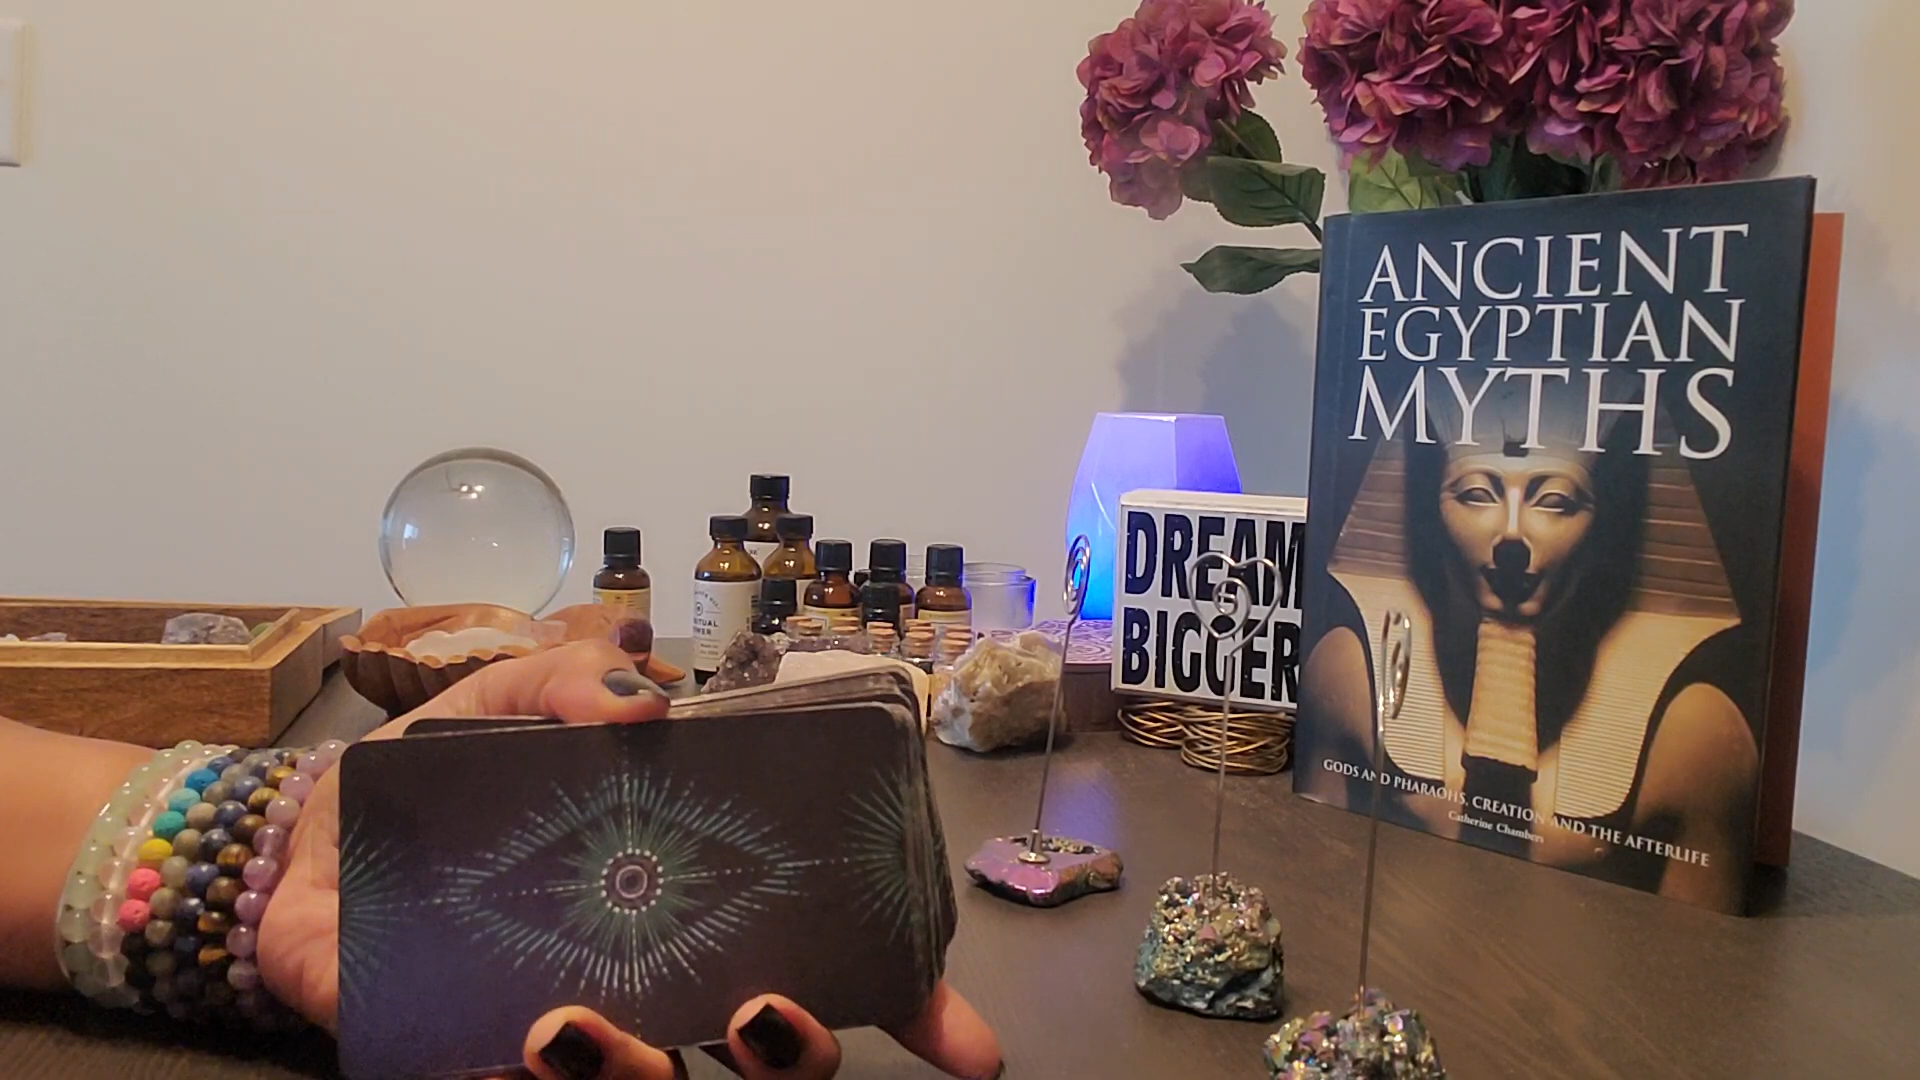 ANCIENT
EGYPTIAN
MYTHS
GODS AND PHARAOHS, CREATION AND THE AFTERLIFE
Catherine Chambers
DREAM
BIGGER